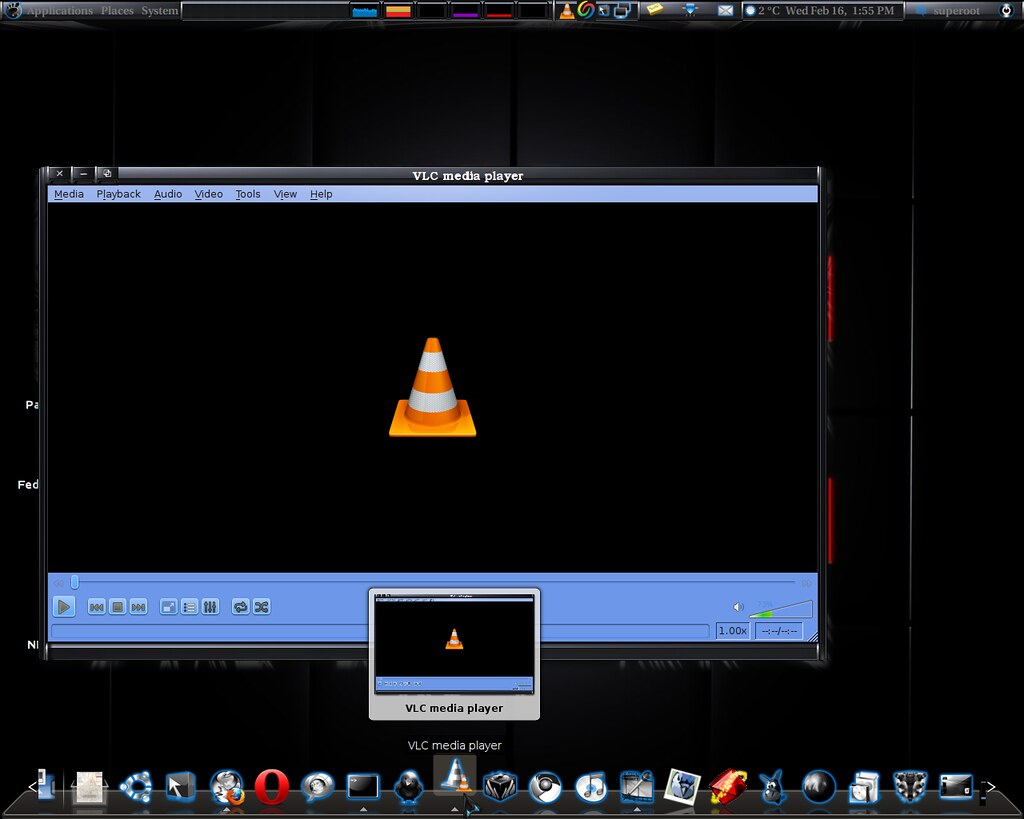 Applications Places System
2 °C Wed Feb 16, 1:55 PM
superoot
VLC media player
Media Playback Audio Video Tools View Help
Pa
Fed
NI
1.00x --:--/--:--
VLC media player
VLC media player